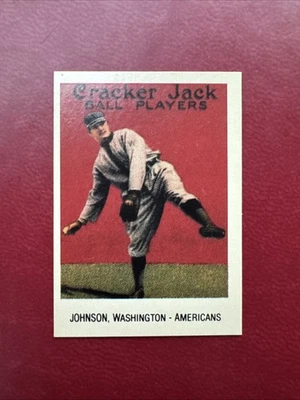 Cracker Jack
BALL PLAYERS
JOHNSON, WASHINGTON - AMERICANS